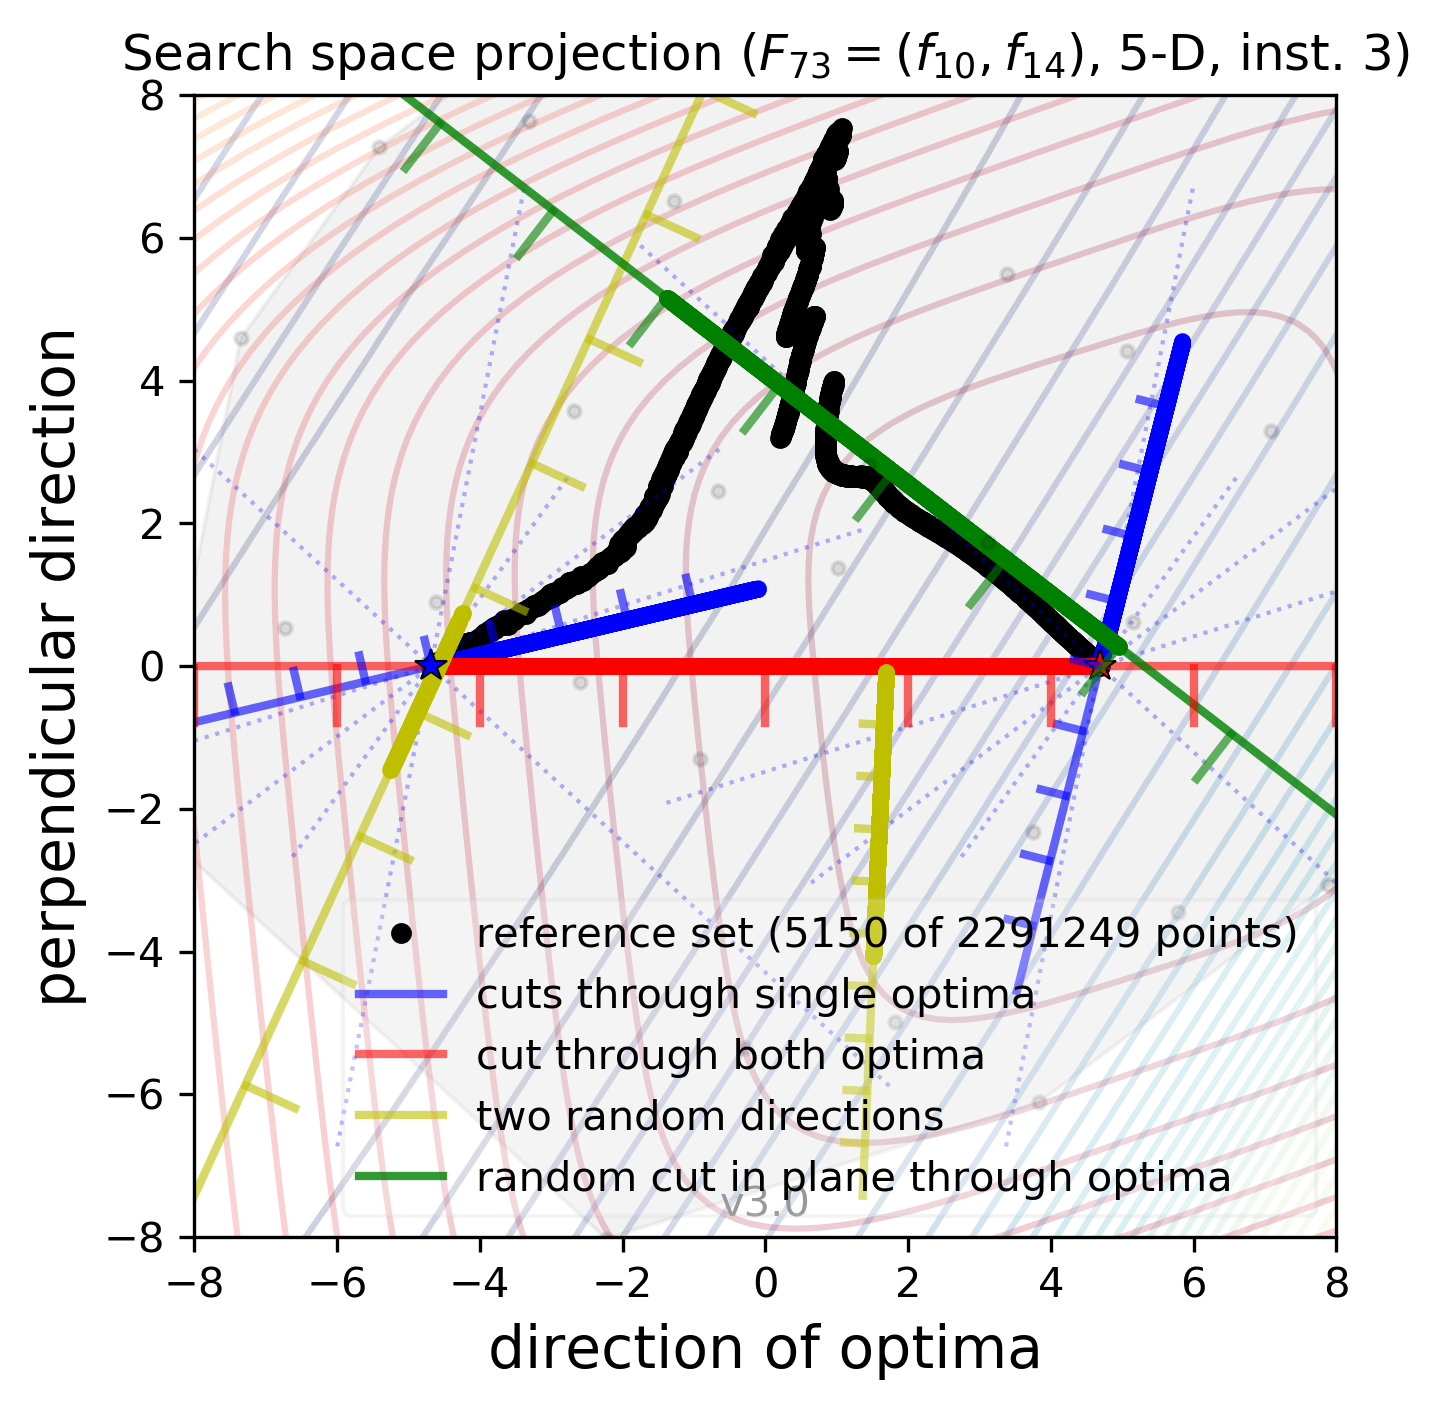 Search space projection (F73 = (f10, f14), 5-D, inst. 3)
perpendicular direction
8
6
4
2
0
−2
−4
−6
−8
reference set (5150 of 2291249 points)
cuts through single optima
cut through both optima
two random directions
random cut in plane through optima
v3.0
−8 −6 −4 −2 0 2 4 6 8
direction of optima